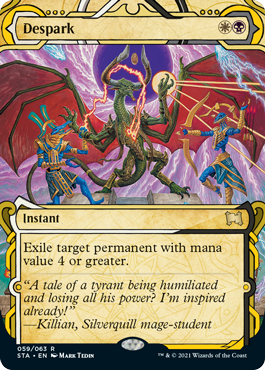 Despark
Instant
Exile target permanent with mana
value 4 or greater.
“A tale of a tyrant being humiliated
and losing all his power? I’m inspired
already!”
—Killian, Silverquill mage-student
059/063 R
STA • EN MARK TEDIN
™ & © 2021 Wizards of the Coast